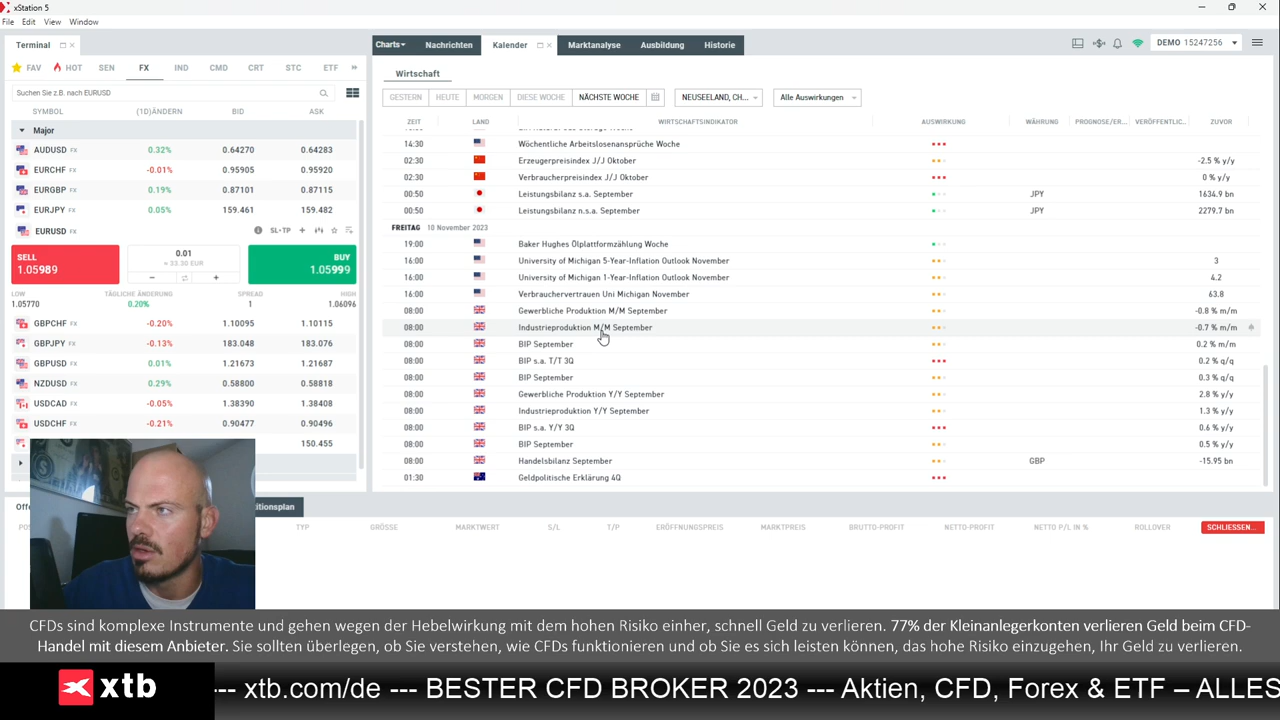 xStation 5
File Edit View Window
Terminal
Charts Nachrichten Kalender Marktanalyse Ausbildung Historie
DEMO 15247256
FAV HOT SEN FX IND CMD CRT STC ETF »
Wirtschaft
Suchen Sie z.B. nach EURUSD
GESTERN HEUTE MORGEN DIESE WOCHE NÄCHSTE WOCHE NEUSEELAND, CH... Alle Auswirkungen
SYMBOL (1D)ÄNDERN BID ASK
ZEIT LAND WIRTSCHAFTSINDIKATOR AUSWIRKUNG WÄHRUNG PROGNOSE/ER... VERÖFFENTLIC... ZUVOR
Major
AUDUSD FX 0.32% 0.64270 0.64283
EURCHF FX -0.01% 0.95905 0.95920
EURGBP FX 0.19% 0.87101 0.87115
EURJPY FX 0.05% 159.461 159.482
EURUSD FX SL+TP
SELL 1.05989
0.01
≈ 33.30 EUR
BUY 1.05999
LOW TÄGLICHE ÄNDERUNG SPREAD HIGH
1.05770 0.20% 1 1.06096
GBPCHF FX -0.20% 1.10095 1.10115
GBPJPY FX -0.13% 183.048 183.076
GBPUSD FX 0.01% 1.21673 1.21687
NZDUSD FX 0.29% 0.58800 0.58818
USDCAD FX -0.05% 1.38390 1.38408
USDCHF FX -0.21% 0.90477 0.90496
150.455
14:30 Wöchentliche Arbeitslosenansprüche Woche
02:30 Erzeugerpreisindex J/J Oktober -2.5 % y/y
02:30 Verbraucherpreisindex J/J Oktober 0 % y/y
00:50 Leistungsbilanz s.a. September JPY 1634.9 bn
00:50 Leistungsbilanz n.s.a. September JPY 2279.7 bn
FREITAG 10 November 2023
19:00 Baker Hughes Ölplattformzählung Woche
16:00 University of Michigan 5-Year-Inflation Outlook November 3
16:00 University of Michigan 1-Year-Inflation Outlook November 4.2
16:00 Verbrauchervertrauen Uni Michigan November 63.8
08:00 Gewerbliche Produktion M/M September -0.8 % m/m
08:00 Industrieproduktion M/M September -0.7 % m/m
08:00 BIP September 0.2 % m/m
08:00 BIP s.a. T/T 3Q 0.2 % q/q
08:00 BIP September 0.3 % q/q
08:00 Gewerbliche Produktion Y/Y September 2.8 % y/y
08:00 Industrieproduktion Y/Y September 1.3 % y/y
08:00 BIP s.a. Y/Y 3Q 0.6 % y/y
08:00 BIP September 0.5 % y/y
08:00 Handelsbilanz September GBP -15.95 bn
01:30 Geldpolitische Erklärung 4Q
TYP GRÖSSE MARKTWERT S/L T/P ERÖFFNUNGSPREIS MARKTPREIS BRUTTO-PROFIT NETTO-PROFIT NETTO P/L IN % ROLLOVER SCHLIESSEN...
CFDs sind komplexe Instrumente und gehen wegen der Hebelwirkung mit dem hohen Risiko einher, schnell Geld zu verlieren. 77% der Kleinanlegerkonten verlieren Geld beim CFD-
Handel mit diesem Anbieter. Sie sollten überlegen, ob Sie verstehen, wie CFDs funktionieren und ob Sie es sich leisten können, das hohe Risiko einzugehen, Ihr Geld zu verlieren.
xtb --- xtb.com/de --- BESTER CFD BROKER 2023 --- Aktien, CFD, Forex & ETF – ALLES